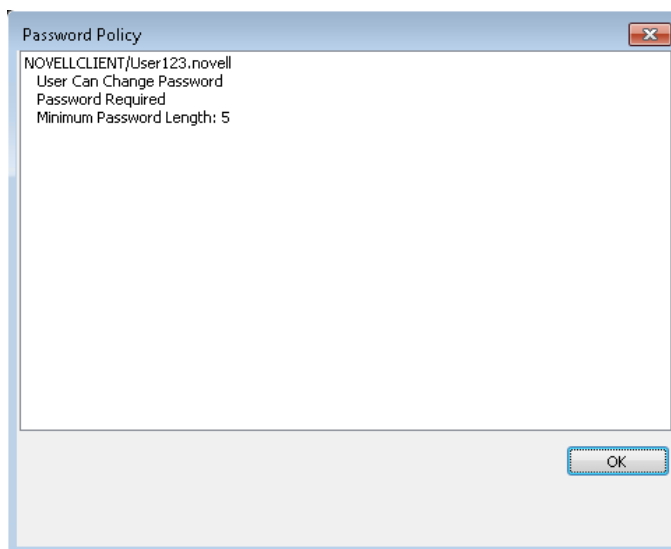 Password Policy
NOVELLCLIENT/User123.novell
User Can Change Password
Password Required
Minimum Password Length: 5
OK